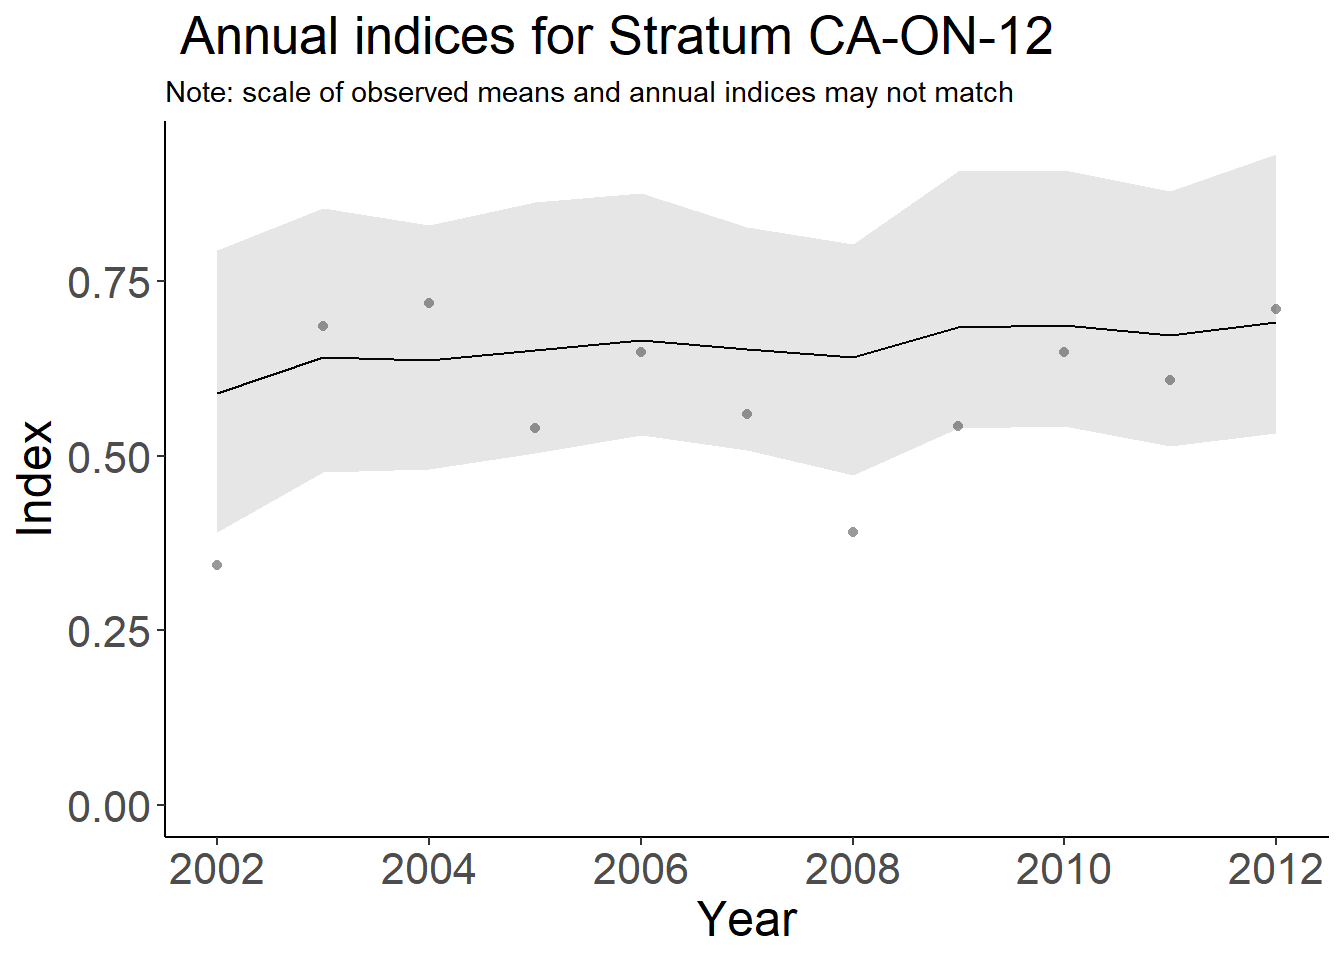 Annual indices for Stratum CA-ON-12
Note: scale of observed means and annual indices may not match
Index
0.75
0.50
0.25
0.00
2002 2004 2006 2008 2010 2012
Year